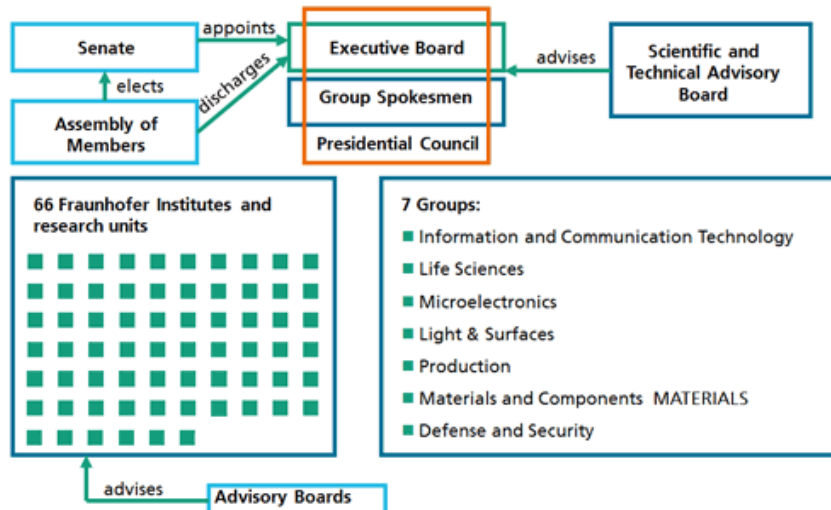 Senate
appoints
Executive Board
advises
Scientific and
Technical Advisory
Board
elects
discharges
Group Spokesmen
Assembly of
Members
Presidential Council
66 Fraunhofer Institutes and
research units
7 Groups:
Information and Communication Technology
Life Sciences
Microelectronics
Light & Surfaces
Production
Materials and Components MATERIALS
Defense and Security
advises
Advisory Boards